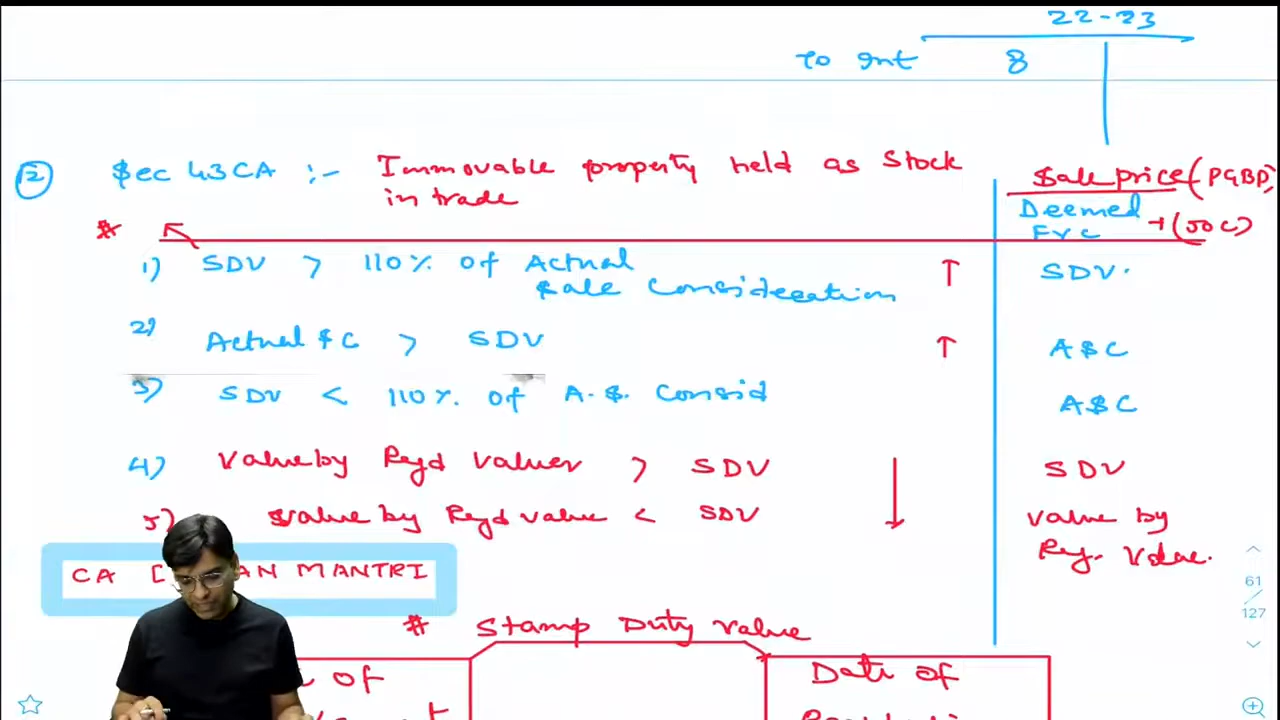 22-23
To Int 8
12 Sec 43CA :- Immovable property held as Stock
in trade
Sale price (PGBP)
Deemed
FVC + (50C)
1) SDV > 110% Of Actual
Sale Consideration ↑ SDV.
2) Actual SC > SDV ↑ ASC
3) SDV < 110%. Of A.S. Consid ASC
4) Value by Regd Valuer > SDV SDV
5) Value by Regd value < SDV ↓ Value by
Reg. Value.
CA AN MANTRI
61
127
# Stamp Duty Value
of
Date of